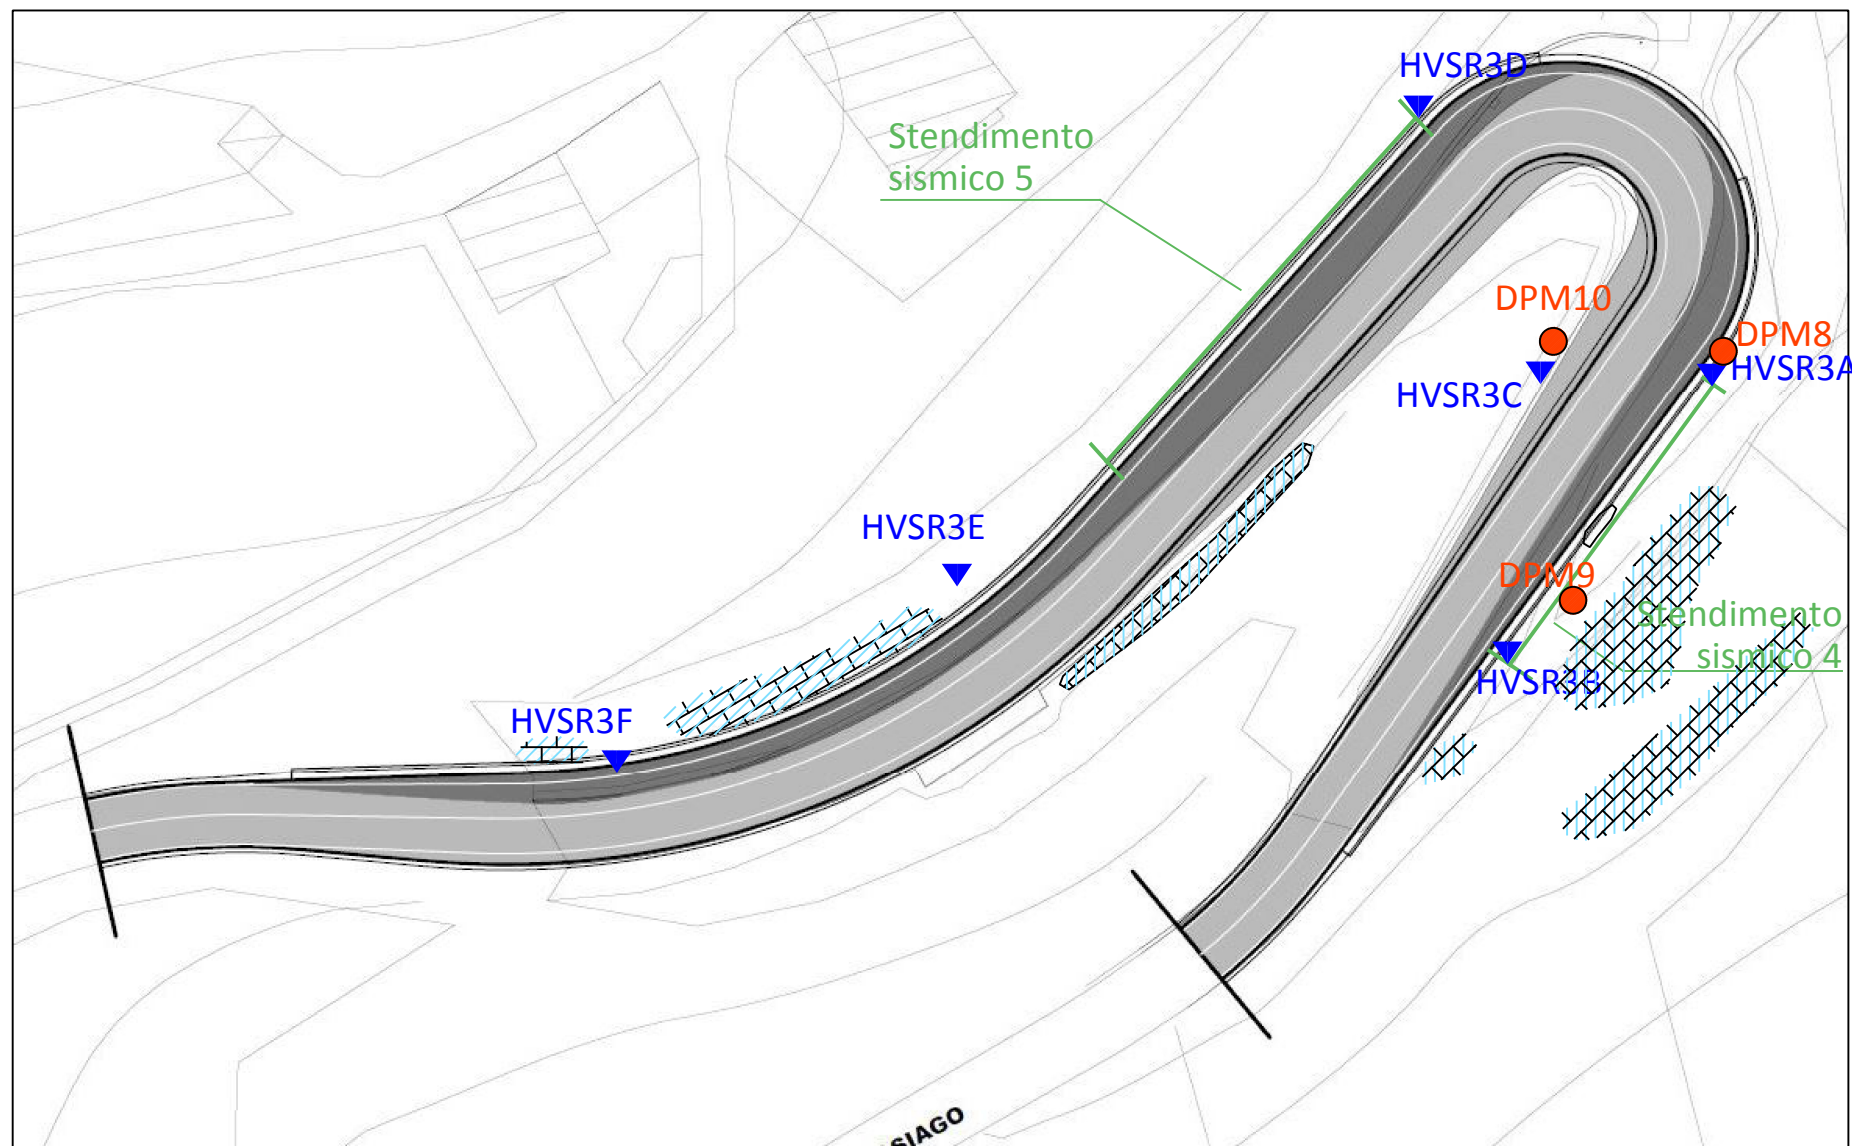 HVSR3D
Stendimento
sismico 5
DPM10
DPM8
HVSR3A
HVSR3C
HVSR3E
DPM9
Stendimento
sismico 4
HVSR3B
HVSR3F
SIAGO